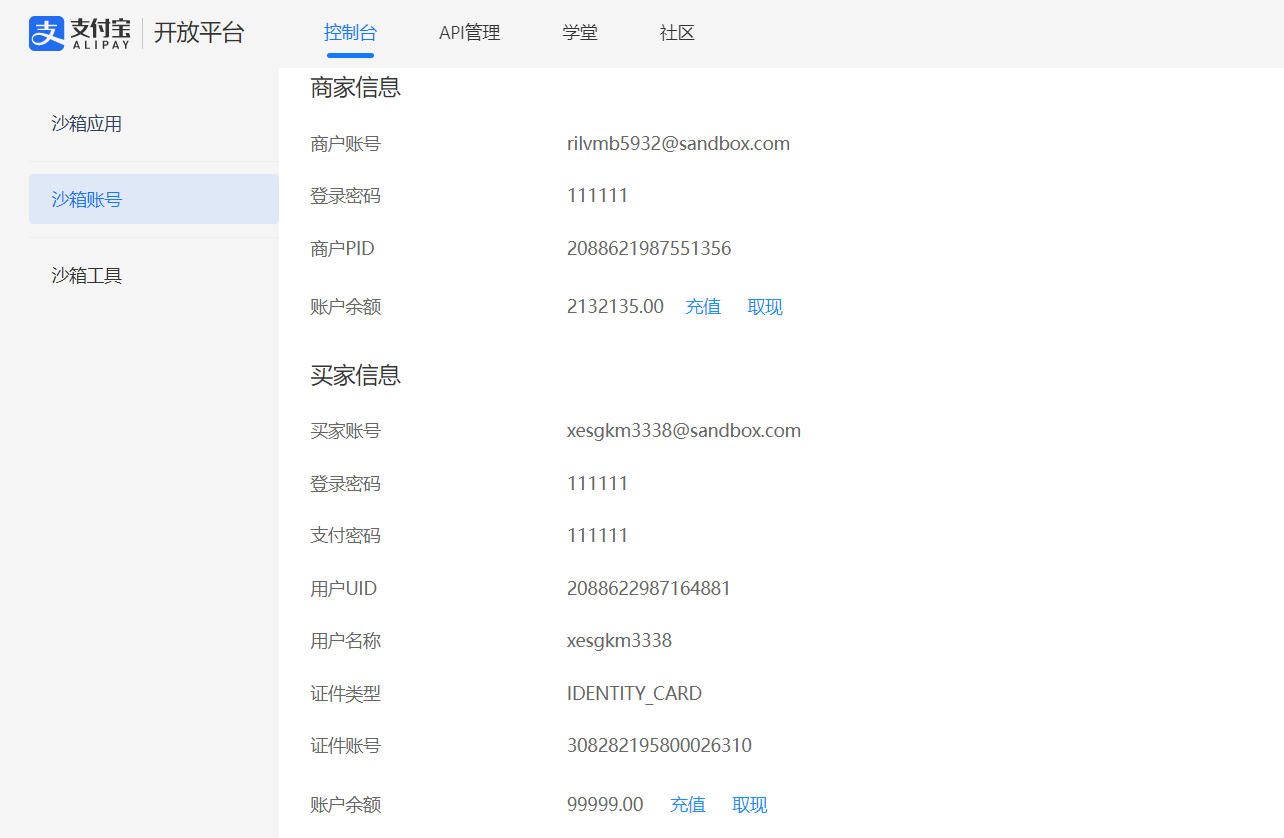 支付宝 ALIPAY 开放平台 控制台 API管理 学堂 社区
沙箱应用
沙箱账号
沙箱工具
商家信息
商户账号 rilvmb5932@sandbox.com
登录密码 111111
商户PID 2088621987551356
账户余额 2132135.00 充值 取现
买家信息
买家账号 xesgkm3338@sandbox.com
登录密码 111111
支付密码 111111
用户UID 2088622987164881
用户名称 xesgkm3338
证件类型 IDENTITY_CARD
证件账号 308282195800026310
账户余额 99999.00 充值 取现